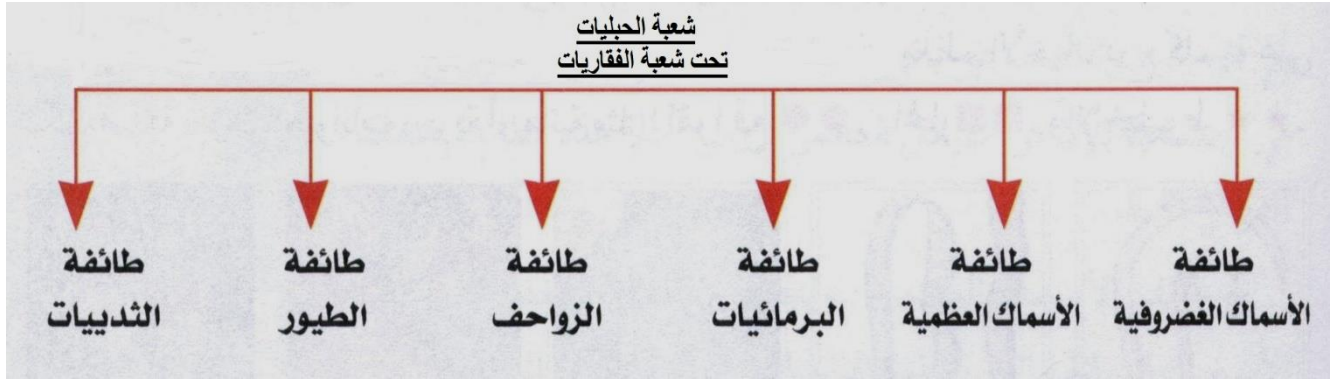 شعبة الحبليات
تحت شعبة الفقاريات
طائفة الأسماك الغضروفية
طائفة الأسماك العظمية
طائفة البرمائيات
طائفة الزواحف
طائفة الطيور
طائفة الثدييات